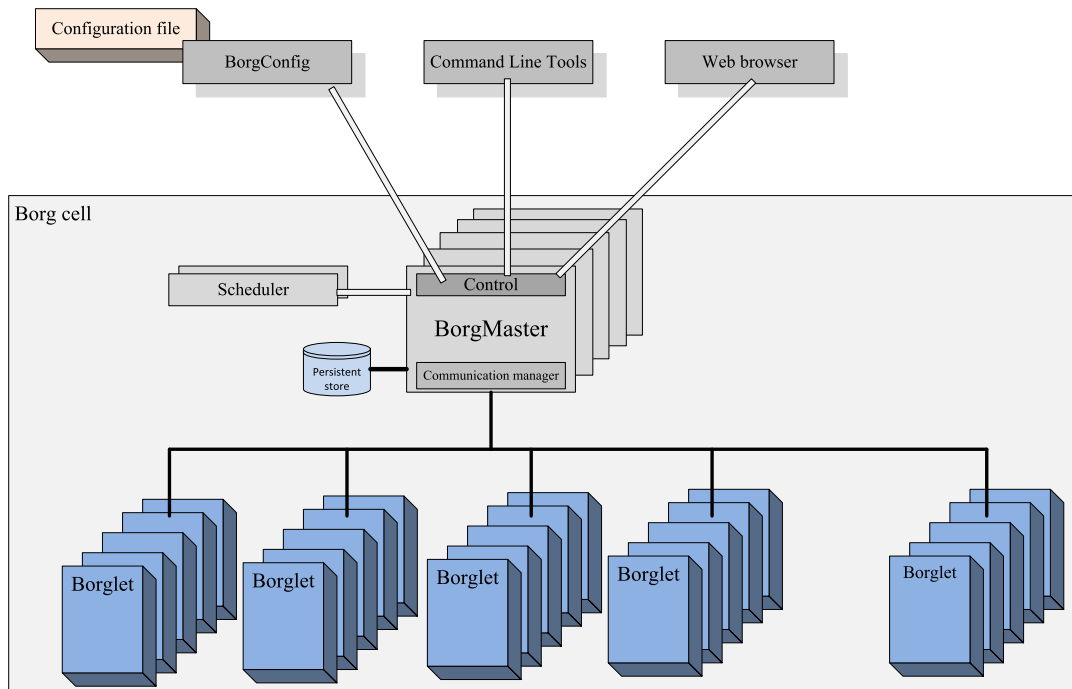 Configuration file
BorgConfig
Command Line Tools
Web browser
Borg cell
Scheduler
Control
BorgMaster
Persistent
store
Communication manager
Borglet
Borglet
Borglet
Borglet
Borglet